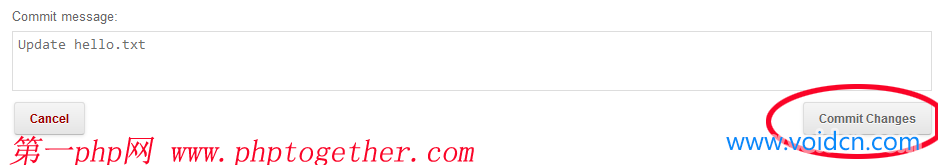 Commit message:
Update hello.txt
Cancel
Commit Changes
第一php网 www.phptogether.com
www.voidcn.com